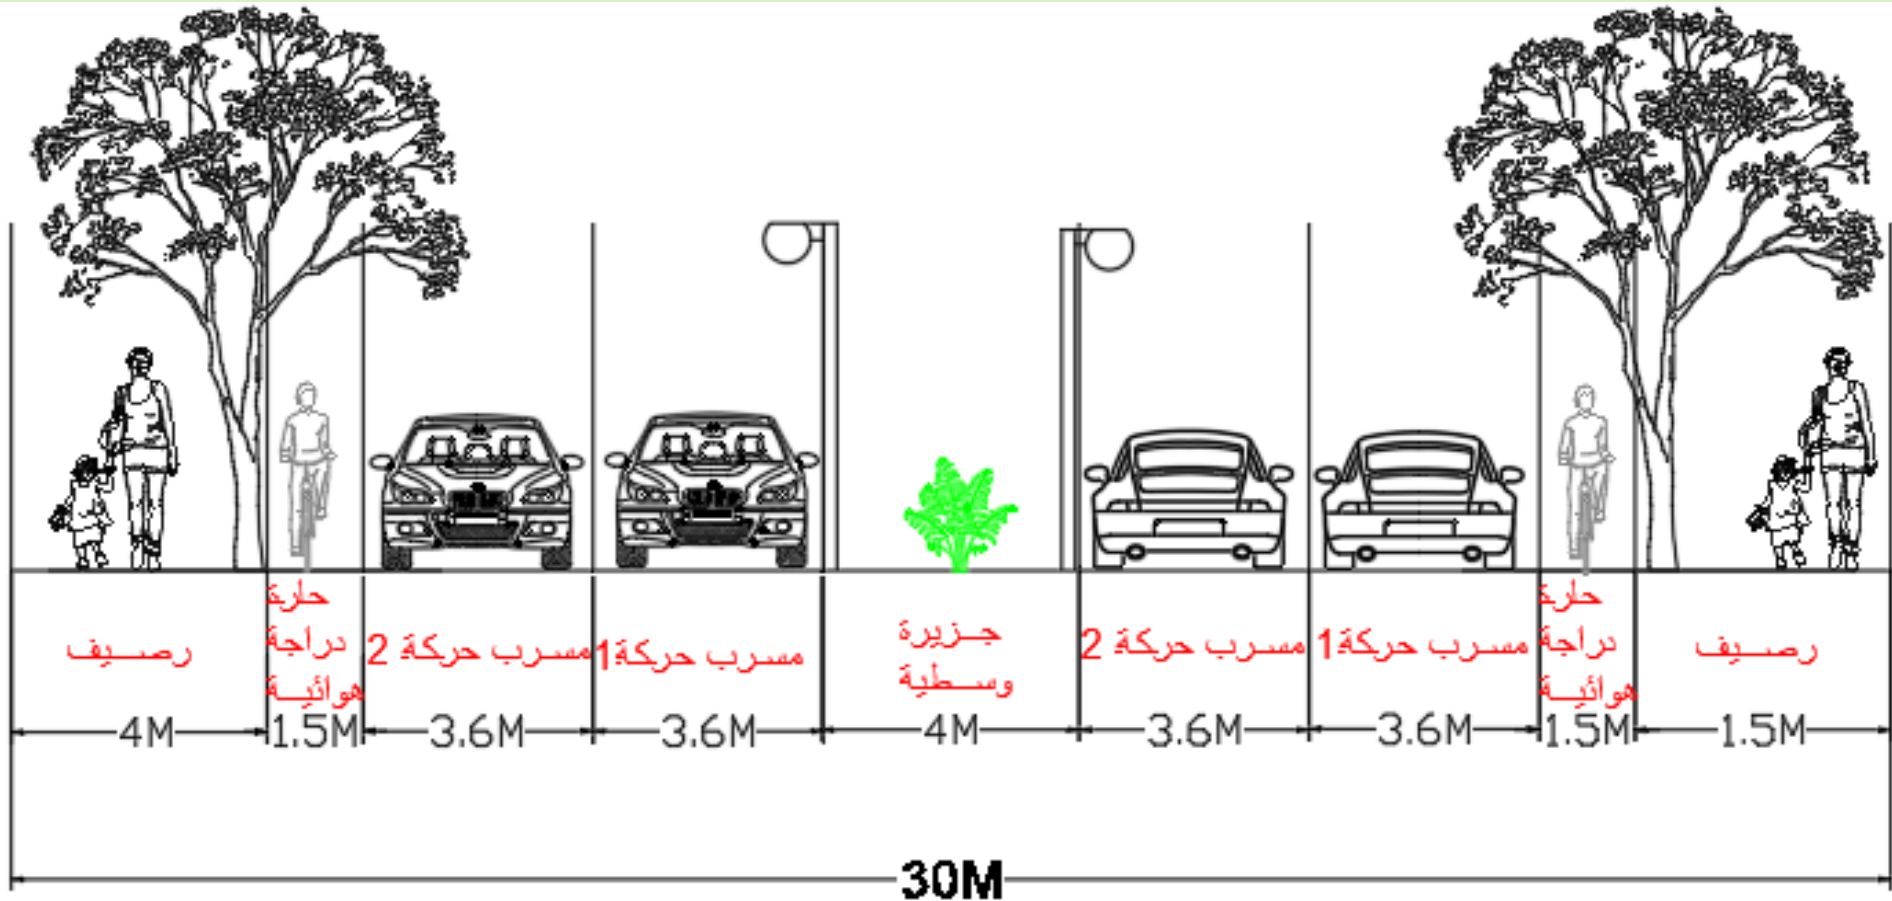 رصيف
حارة
دراجة
هوائية
مسرب حركة 2
مسرب حركة 1
جزيرة
وسطية
مسرب حركة 2
مسرب حركة 1
حارة
دراجة
هوائية
رصيف
4M
1.5M
3.6M
3.6M
4M
3.6M
3.6M
1.5M
1.5M
30M